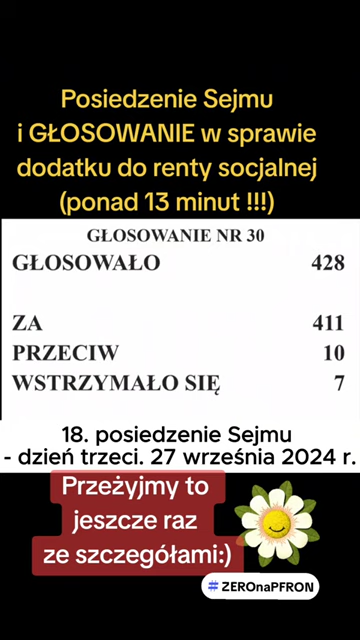 Posiedzenie Sejmu
i GŁOSOWANIE w sprawie
dodatku do renty socjalnej
(ponad 13 minut !!!)
GŁOSOWANIE NR 30
GŁOSOWAŁO 428
ZA 411
PRZECIW 10
WSTRZYMAŁO SIĘ 7
18. posiedzenie Sejmu
- dzień trzeci. 27 września 2024 r.
Przeżyjmy to
jeszcze raz
ze szczegółami:)
# ZEROnaPFRON